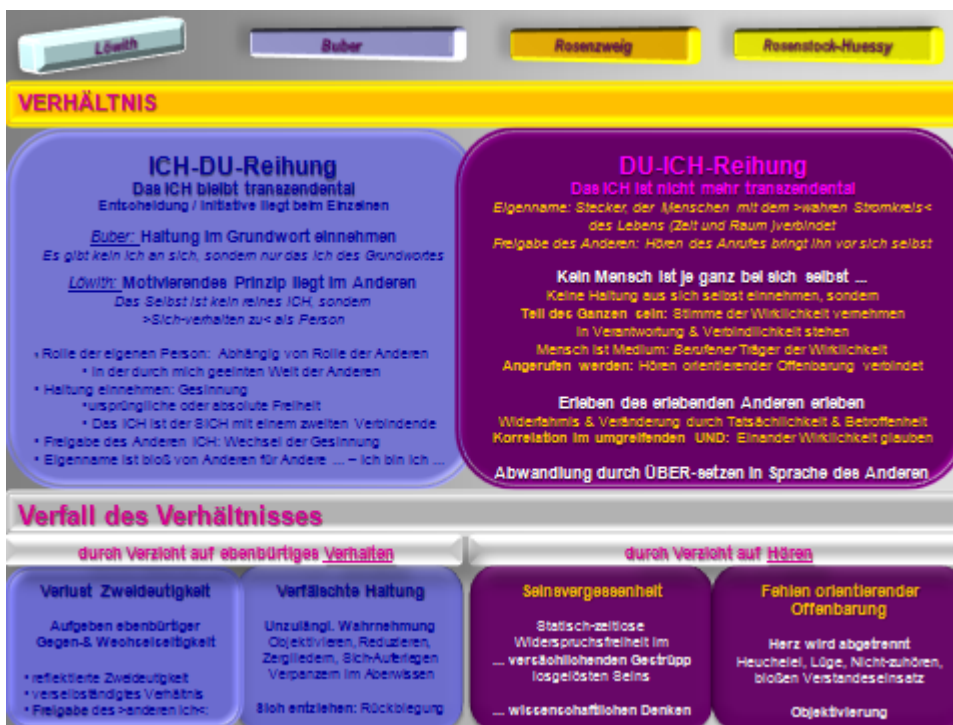 Löwith
Buber
Rosenzweig
Rosenstock-Huessy
VERHÄLTNIS
ICH-DU-Reihung
Das ICH bleibt transzendental
Entscheidung / Initiative liegt beim Einzelnen
Buber: Haltung im Grundwort einnehmen
Es gibt kein Ich an sich, sondern nur das Ich des Grundwortes
Löwith: Motivierendes Prinzip liegt im Anderen
Das Selbst ist kein reines ICH, sondern
>Sich-verhalten zu< als Person
• Rolle der eigenen Person: Abhängig von Rolle der Anderen
• In der durch mich geeinten Welt der Anderen
• Haltung einnehmen: Gesinnung
•ursprüngliche oder absolute Freiheit
• Das ICH ist der SICH mit einem zweiten Verbindende
• Freigabe des Anderen ICH: Wechsel der Gesinnung
• Eigenname ist bloß von Anderen für Andere ... – Ich bin Ich ...
DU-ICH-Reihung
Das ICH ist nicht mehr transzendental
Eigenname: Stecker, der Menschen mit dem >wahren Stromkreis<
des Lebens (Zeit und Raum )verbindet
Freigabe des Anderen: Hören des Anrufes bringt ihn vor sich selbst
Kein Mensch ist je ganz bei sich selbst ...
Keine Haltung aus sich selbst einnehmen, sondern
Teil des Ganzen sein: Stimme der Wirklichkeit vernehmen
In Verantwortung & Verbindlichkeit stehen
Mensch ist Medium: Berufener Träger der Wirklichkeit
Angerufen werden: Hören orientierender Offenbarung verbindet
Erleben des erlebenden Anderen erleben
Widerfahrnis & Veränderung durch Tatsächlichkeit & Betroffenheit
Korrelation im umgreifenden UND: Einander Wirklichkeit glauben
Abwandlung durch ÜBER-setzen in Sprache des Anderen
Verfall des Verhältnisses
durch Verzicht auf ebenbürtiges Verhalten
durch Verzicht auf Hören
Verlust Zweideutigkeit
Aufgeben ebenbürtiger
Gegen-& Wechselseitigkeit
• reflektierte Zweideutigkeit
• verselbständigtes Verhältnis
• Freigabe des >anderen Ich<:
Verfälschte Haltung
Unzulängl. Wahrnehmung
Objektivieren, Reduzieren,
Zergliedern, Sich-Auferlegen
Verpanzern im Aberwissen
Sich entziehen: Rückbiegung
Seinsvergessenheit
Statisch-zeitlose
Widerspruchsfreiheit im
... versächlichenden Gestrüpp
losgelösten Seins
... wissenschaftlichen Denken
Fehlen orientierender
Offenbarung
Herz wird abgetrennt
Heuchelei, Lüge, Nicht-zuhören,
bloßen Verstandeseinsatz
Objektivierung